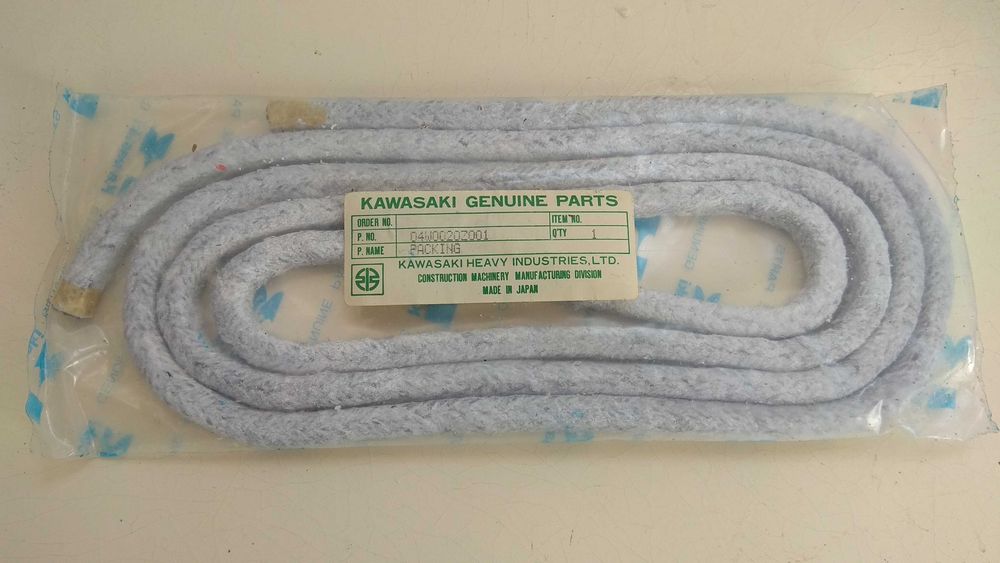 KAWASAKI GENUINE PARTS
ORDER NO. ITEM NO.
P. NO. 04W0020Z001 Q'TY 1
P. NAME PACKING
KAWASAKI HEAVY INDUSTRIES, LTD.
CONSTRUCTION MACHINERY MANUFACTURING DIVISION
MADE IN JAPAN